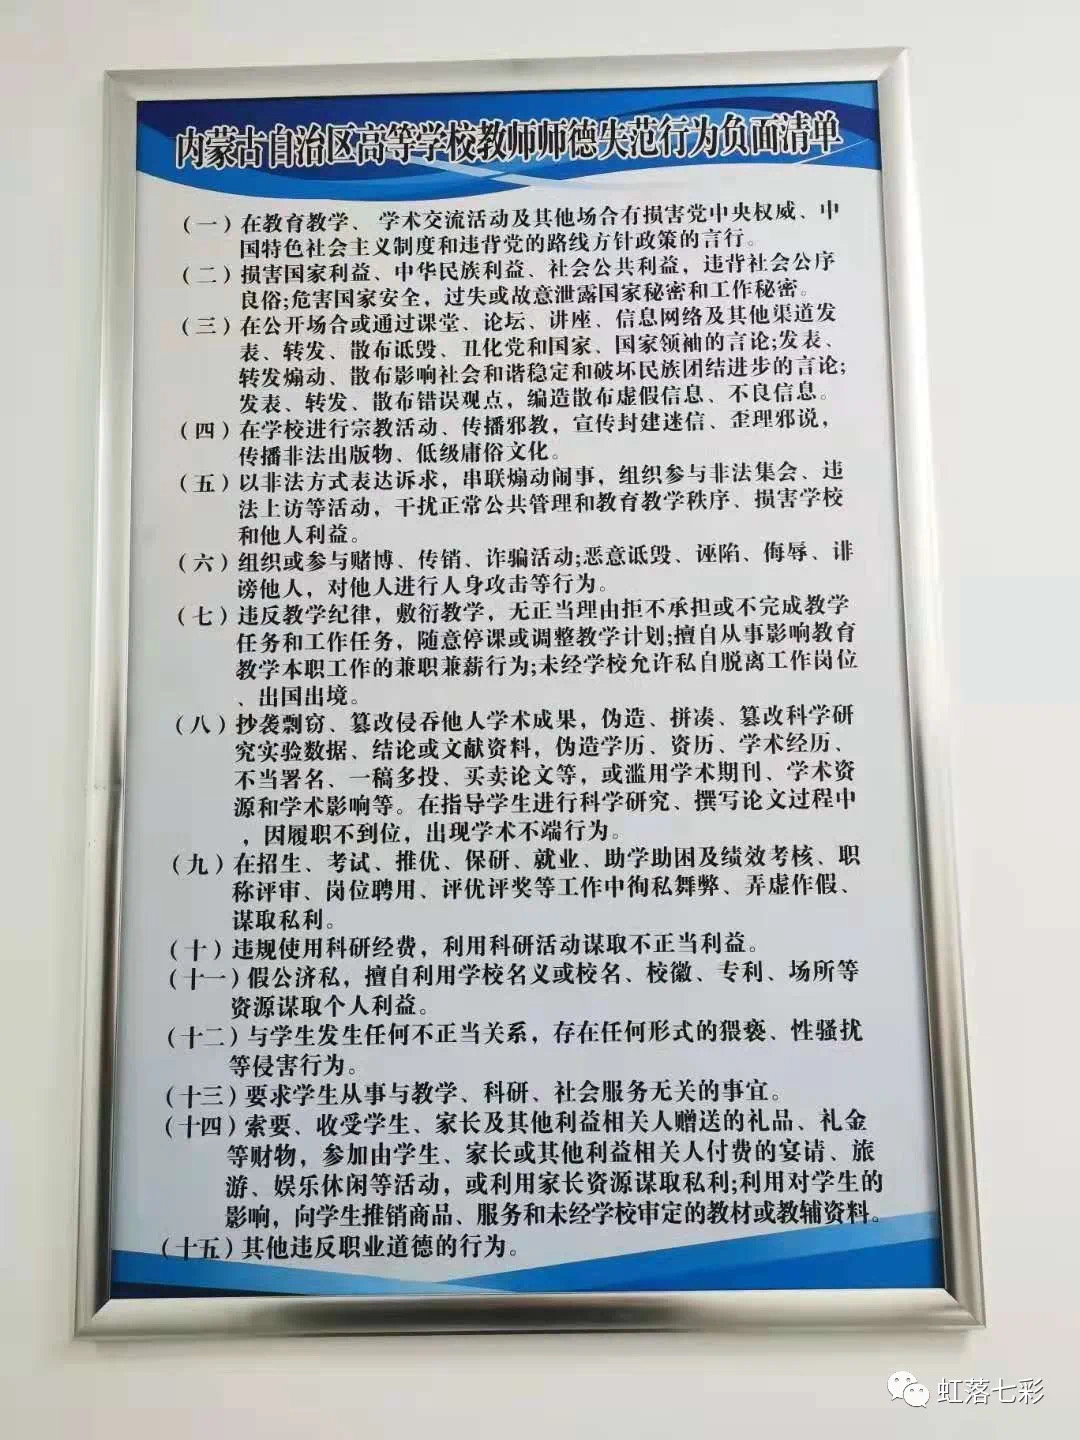 内蒙古自治区高等学校教师师德失范行为负面清单
（一）在教育教学、学术交流活动及其他场合有损害党中央权威、中
国特色社会主义制度和违背党的路线方针政策的言行。
（二）损害国家利益、中华民族利益、社会公共利益，违背社会公序
良俗;危害国家安全，过失或故意泄露国家秘密和工作秘密。
（三）在公开场合或通过课堂、论坛、讲座、信息网络及其他渠道发
表、转发、散布诋毁、丑化党和国家、国家领袖的言论;发表、
转发煽动、散布影响社会和谐稳定和破坏民族团结进步的言论;
发表、转发、散布错误观点，编造散布虚假信息、不良信息。
（四）在学校进行宗教活动、传播邪教，宣传封建迷信、歪理邪说，
传播非法出版物、低级庸俗文化。
（五）以非法方式表达诉求，串联煽动闹事，组织参与非法集会、违
法上访等活动，干扰正常公共管理和教育教学秩序、损害学校
和他人利益。
（六）组织或参与赌博、传销、诈骗活动;恶意诋毁、诬陷、侮辱、诽
谤他人，对他人进行人身攻击等行为。
（七）违反教学纪律，敷衍教学，无正当理由拒不承担或不完成教学
任务和工作任务，随意停课或调整教学计划;擅自从事影响教育
教学本职工作的兼职兼薪行为;未经学校允许私自脱离工作岗位
、出国出境。
（八）抄袭剽窃、篡改侵吞他人学术成果，伪造、拼凑、篡改科学研
究实验数据、结论或文献资料，伪造学历、资历、学术经历、
不当署名、一稿多投、买卖论文等，或滥用学术期刊、学术资
源和学术影响等。在指导学生进行科学研究、撰写论文过程中
，因履职不到位，出现学术不端行为。
（九）在招生、考试、推优、保研、就业、助学助困及绩效考核、职
称评审、岗位聘用、评优评奖等工作中徇私舞弊、弄虚作假、
谋取私利。
（十）违规使用科研经费，利用科研活动谋取不正当利益。
（十一）假公济私，擅自利用学校名义或校名、校徽、专利、场所等
资源谋取个人利益。
（十二）与学生发生任何不正当关系，存在任何形式的猥亵、性骚扰
等侵害行为。
（十三）要求学生从事与教学、科研、社会服务无关的事宜。
（十四）索要、收受学生、家长及其他利益相关人赠送的礼品、礼金
等财物，参加由学生、家长或其他利益相关人付费的宴请、旅
游、娱乐休闲等活动，或利用家长资源谋取私利;利用对学生的
影响，向学生推销商品、服务和未经学校审定的教材或教辅资料。
（十五）其他违反职业道德的行为。
虹落七彩